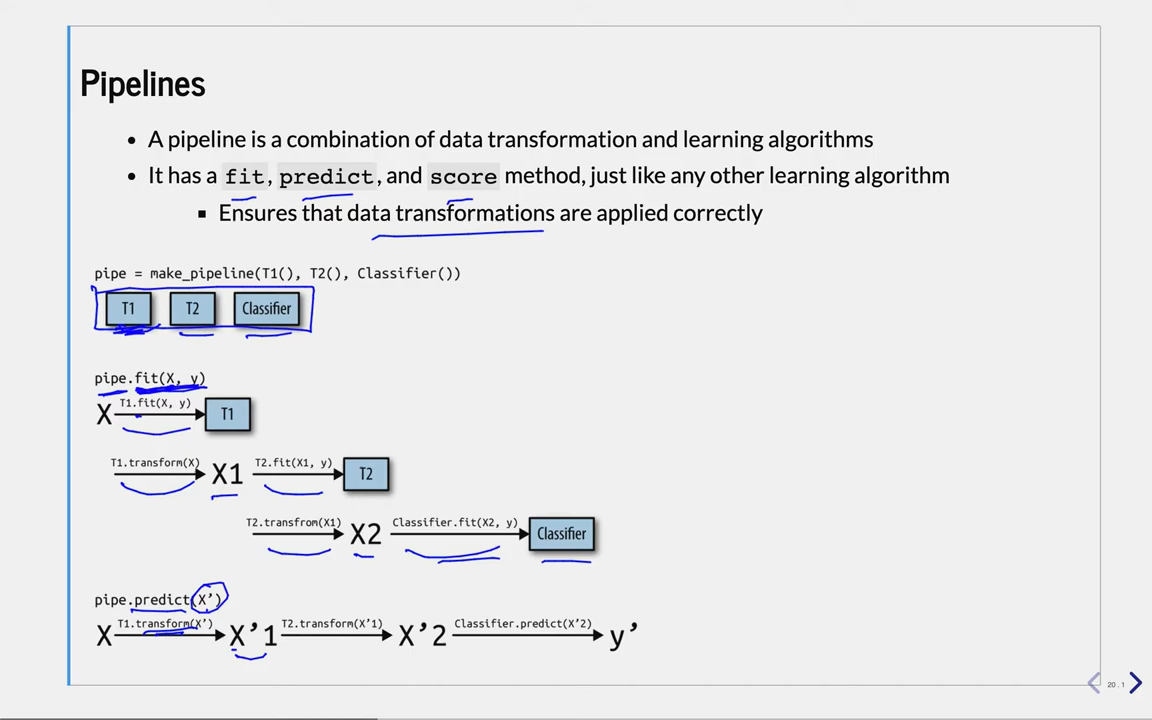 Pipelines
• A pipeline is a combination of data transformation and learning algorithms
• It has a fit, predict, and score method, just like any other learning algorithm
▪ Ensures that data transformations are applied correctly
pipe = make_pipeline(T1(), T2(), Classifier())
T1 T2 Classifier
pipe.fit(X, y)
T1.fit(X, y)
X T1
T1.transform(X) T2.fit(X1, y)
X1 T2
T2.transfrom(X1) Classifier.fit(X2, y)
X2 Classifier
pipe.predict(X’)
T1.transform(X’) T2.transform(X’1) Classifier.predict(X’2)
X X’1 X’2 y’
20 . 1